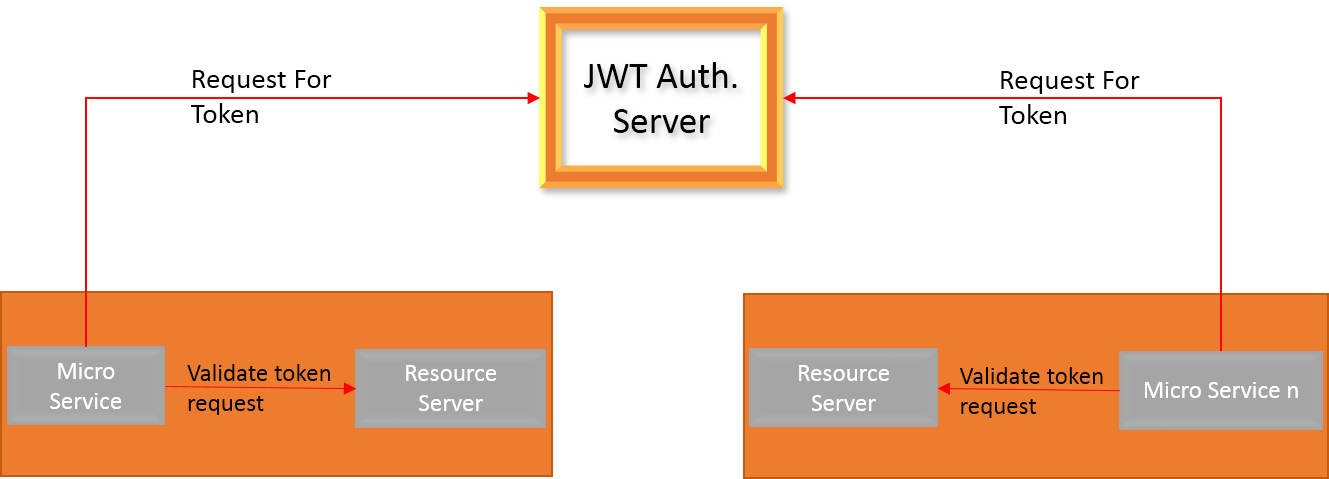 JWT Auth.
Server
Request For
Token
Request For
Token
Micro
Service
Validate token
request
Resource
Server
Resource
Server
Validate token
request
Micro Service n